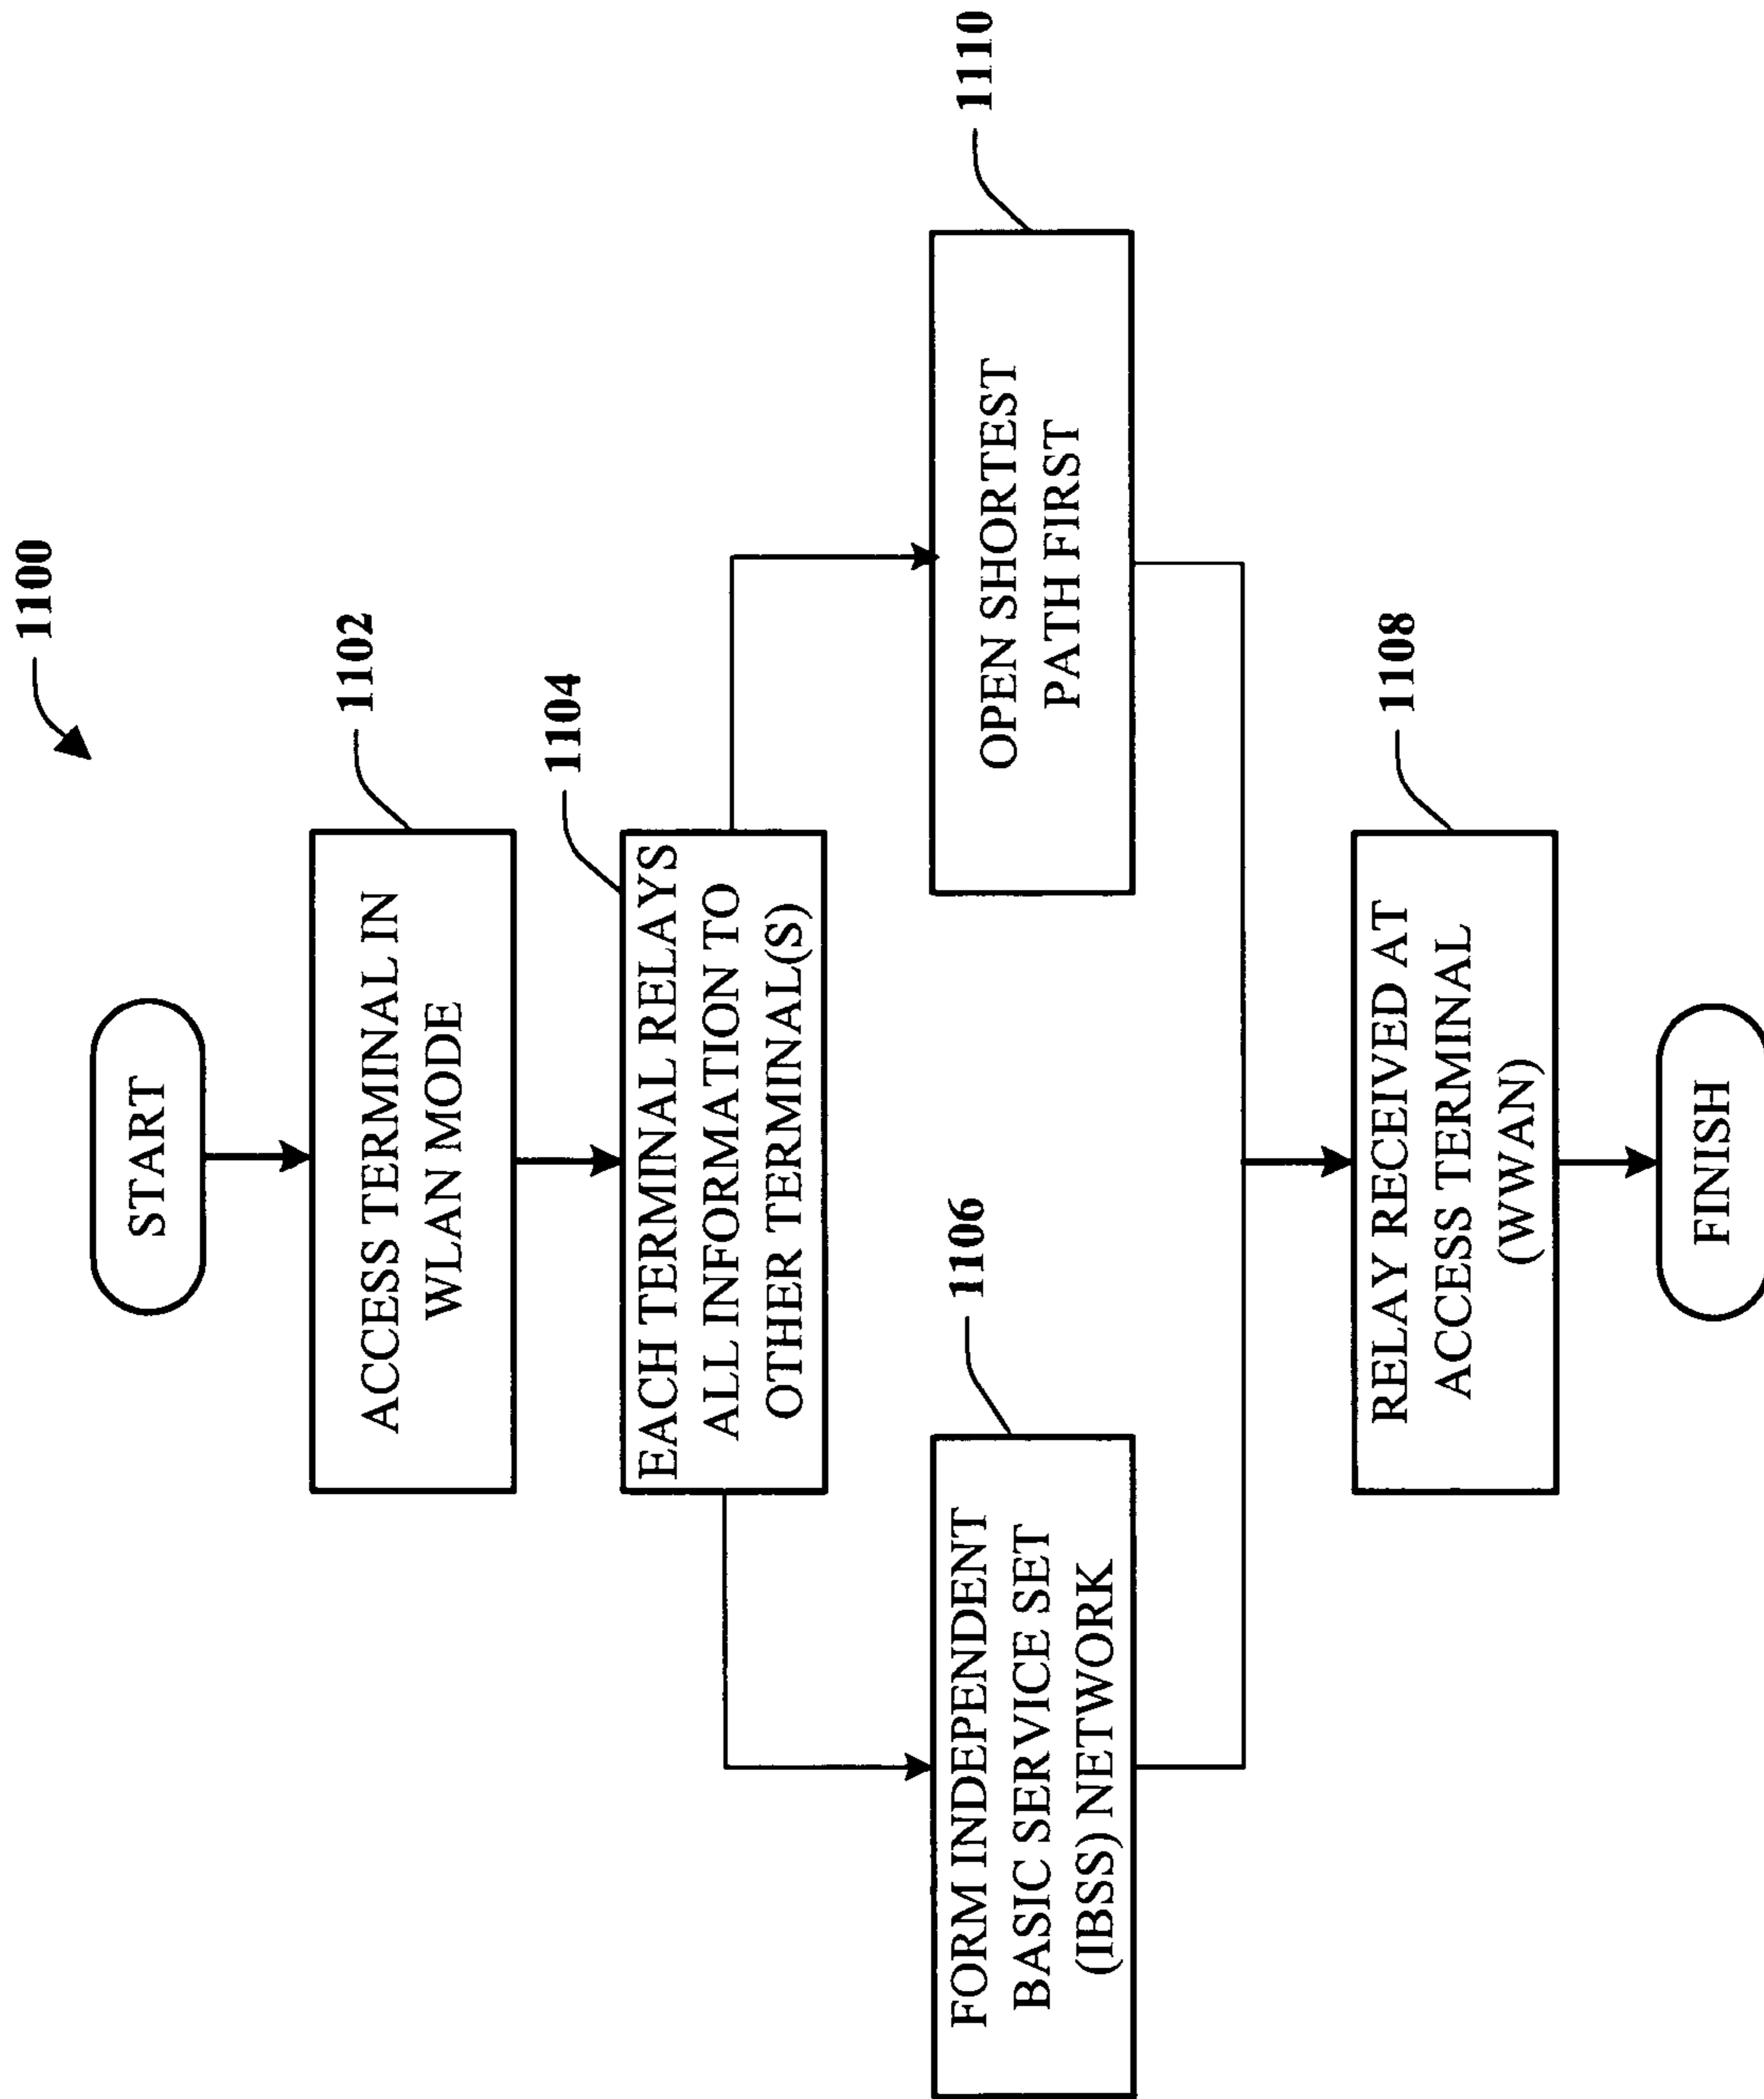 1100
START
1102
ACCESS TERMINAL IN
WLAN MODE
1104
EACH TERMINAL RELAYS
ALL INFORMATION TO
OTHER TERMINAL(S)
1106
FORM INDEPENDENT
BASIC SERVICE SET
(IBSS) NETWORK
1110
OPEN SHORTEST
PATH FIRST
1108
RELAY RECEIVED AT
ACCESS TERMINAL
(WWAN)
FINISH